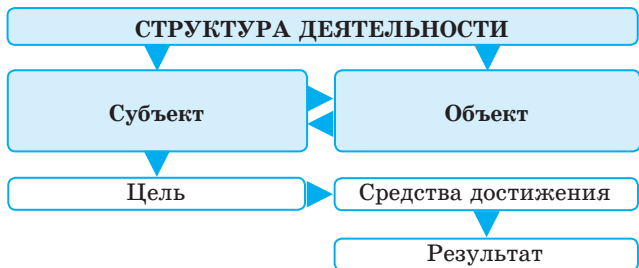 СТРУКТУРА ДЕЯТЕЛЬНОСТИ
Субъект
Объект
Цель
Средства достижения
Результат